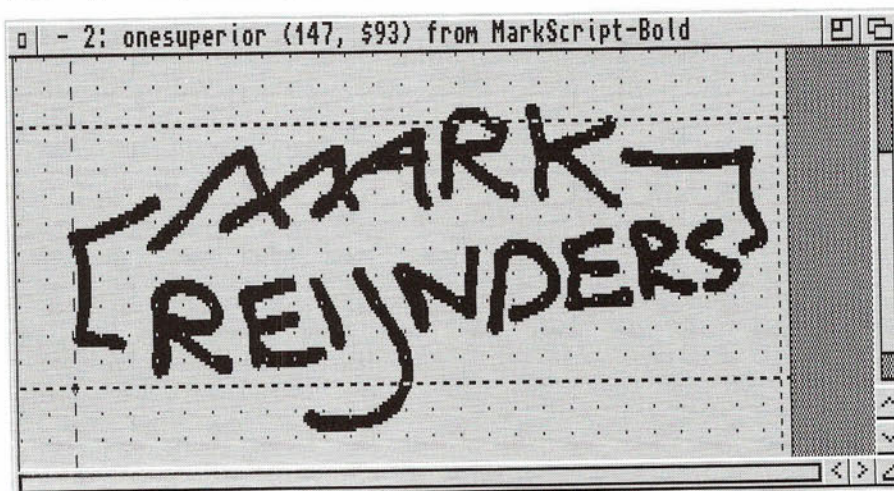 - 2: onesuperior (147, $93) from MarkScript-Bold
MARK
REIJNDERS